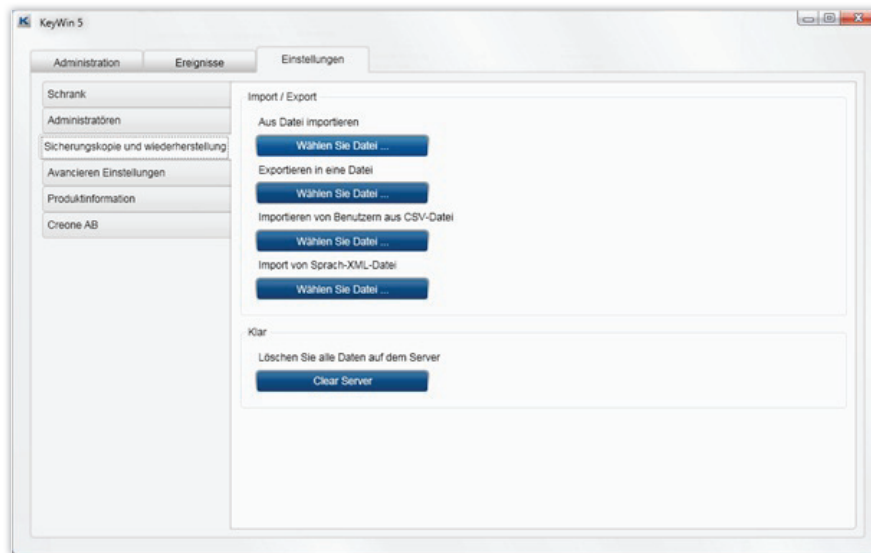 KeyWin 5
Administration
Ereignisse
Einstellungen
Schrank
Administratören
Sicherungskopie und wiederherstellung
Avancieren Einstellungen
Produktinformation
Creone AB
Import / Export
Aus Datei importieren
Wählen Sie Datei ...
Exportieren in eine Datei
Wählen Sie Datei ...
Importieren von Benutzern aus CSV-Datei
Wählen Sie Datei ...
Import von Sprach-XML-Datei
Wählen Sie Datei ...
Klar
Löschen Sie alle Daten auf dem Server
Clear Server